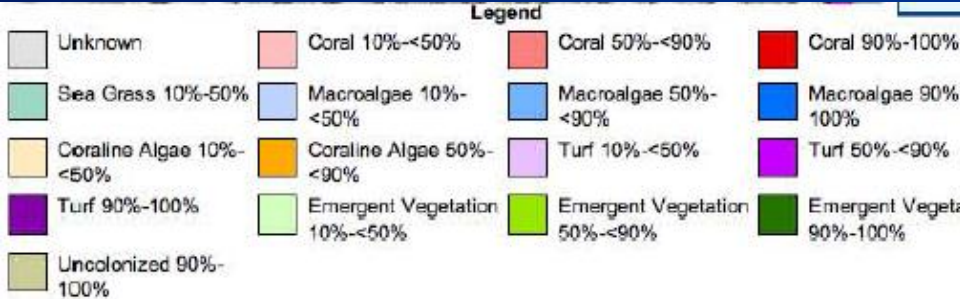 Legend
Unknown
Coral 10%-<50%
Coral 50%-<90%
Coral 90%-100%
Sea Grass 10%-50%
Macroalgae 10%-
<50%
Macroalgae 50%-
<90%
Macroalgae 90%
100%
Coraline Algae 10%-
<50%
Coraline Algae 50%-
<90%
Turf 10%-<50%
Turf 50%-<90%
Turf 90%-100%
Emergent Vegetation
10%-<50%
Emergent Vegetation
50%-<90%
Emergent Vegeta
90%-100%
Uncolonized 90%-
100%